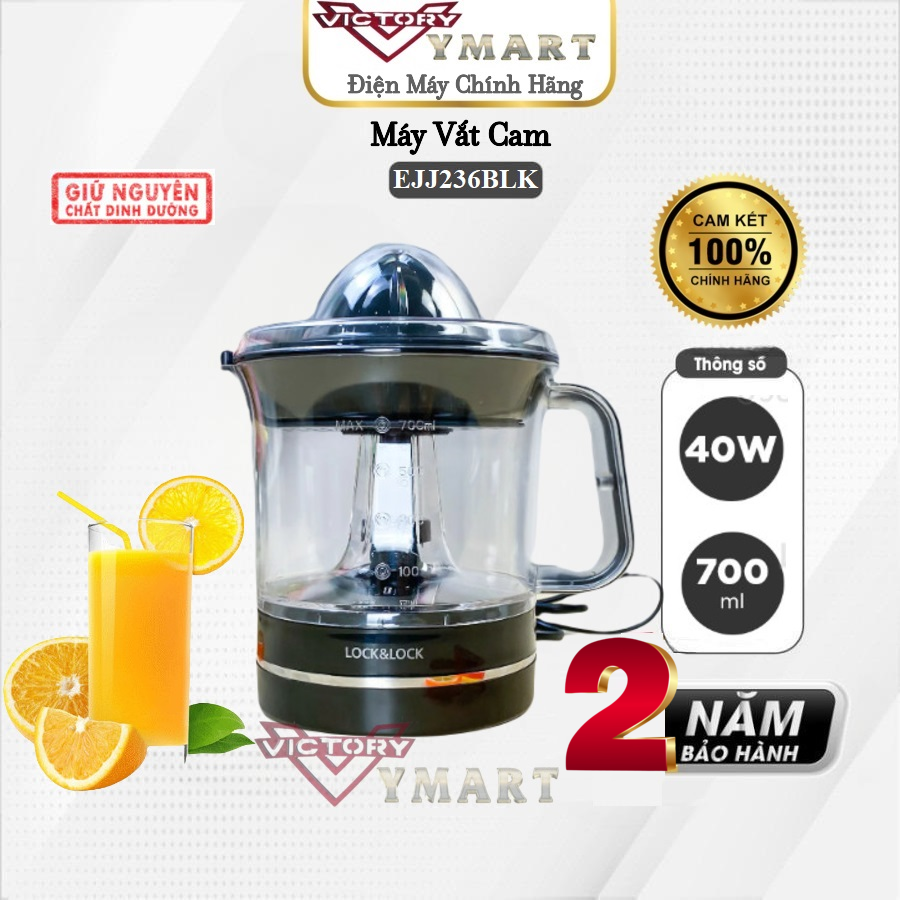 VICTORY
YMART
Điện Máy Chính Hãng
Máy Vắt Cam
EJJ236BLK
GIỮ NGUYÊN
CHẤT DINH DƯỠNG
CAM KẾT
100%
CHÍNH HÃNG
Thông số
40W
700
ml
MAX 700ml
100
LOCK&LOCK
2
NĂM
BẢO HÀNH
VICTORY
YMART